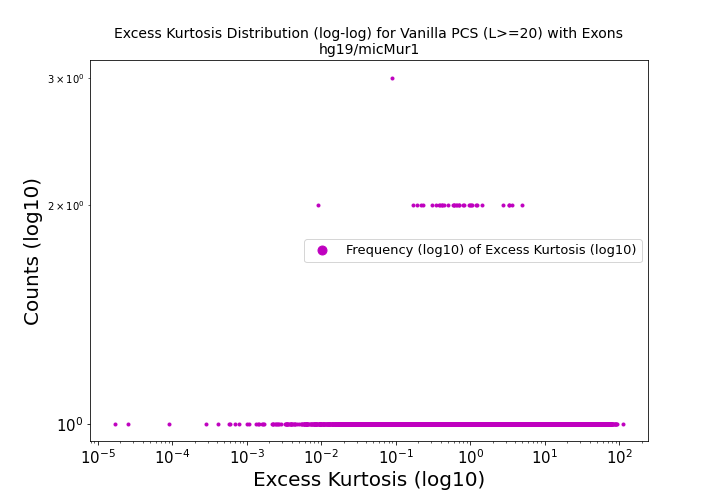 Excess Kurtosis Distribution (log-log) for Vanilla PCS (L>=20) with Exons
hg19/micMur1
3 × 10⁰
2 × 10⁰
10⁰
Counts (log10)
Frequency (log10) of Excess Kurtosis (log10)
10⁻⁵ 10⁻⁴ 10⁻³ 10⁻² 10⁻¹ 10⁰ 10¹ 10²
Excess Kurtosis (log10)